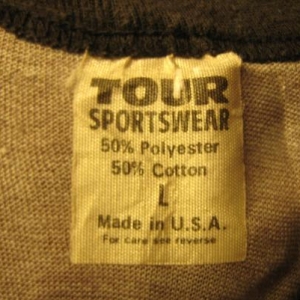 TOUR
SPORTSWEAR
50% Polyester
50% Cotton
L
Made in U.S.A.
For care see reverse